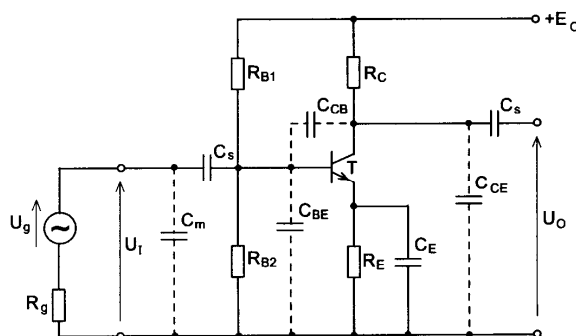 +E_C
R_B1
R_C
C_CB
C_s
C_s
T
U_g
~
U_I
C_m
C_BE
C_CE
U_O
R_B2
R_E
C_E
R_g